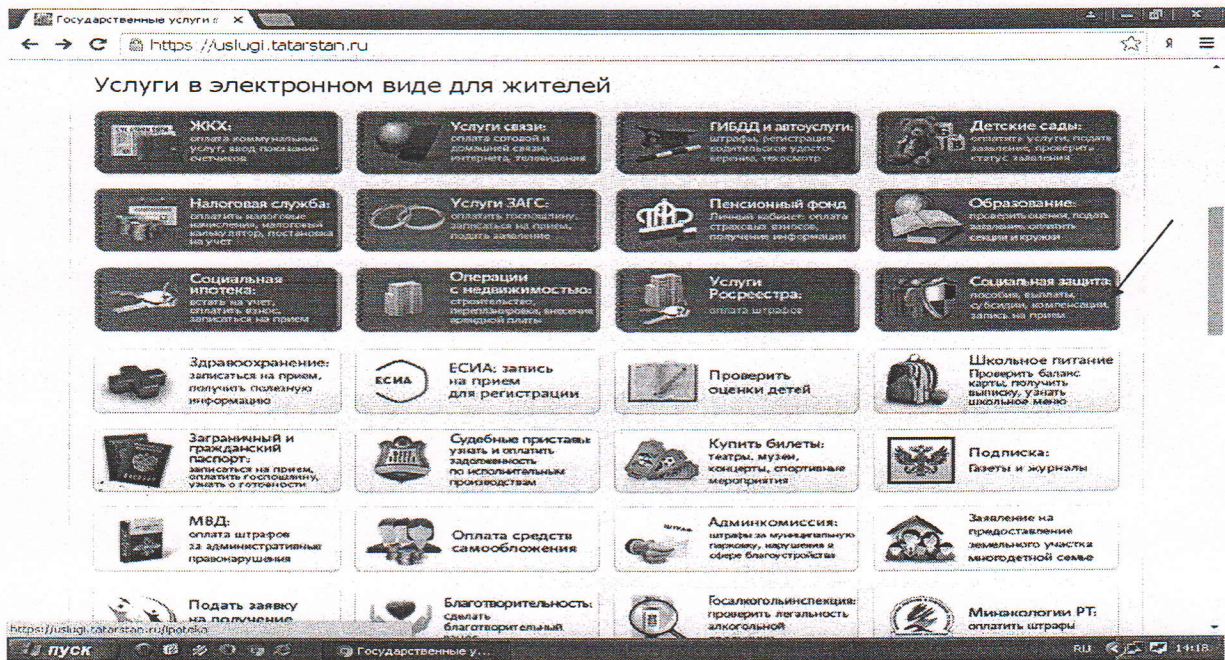 Государственные услуги в
https://uslugi.tatarstan.ru
Я
Услуги в электронном виде для жителей
ЖКХ:
оплата коммунальных
услуг, ввод показаний
счетчиков
Услуги связи:
оплата сотовой и
домашней связи,
интернета, телевидения
ГИБДД и автоуслуги:
штрафы, регистрация,
водительское удосто-
верение, техосмотр
Детские сады:
оплатить услуги, подать
заявление, проверить
статус заявления
Налоговая служба:
оплатить налоговые
начисления, налоговый
калькулятор, постановка
на учет
Услуги ЗАГС:
оплатить госпошлину,
записаться на прием,
подать заявление
Пенсионный фонд
Личный кабинет: оплата
страховых взносов,
получение информации
Образование:
проверить оценки, подать
заявление, оплатить
секции и кружки
Социальная
ипотека:
встать на учет,
оплатить взнос,
записаться на прием
Операции
с недвижимостью:
строительство,
перепланировка, внесение
арендной платы
Услуги
Росреестра:
оплата штрафов
Социальная защита:
пособия, выплаты,
субсидии, компенсации,
запись на прием
Здравоохранение:
записаться на прием,
получить полезную
информацию
ЕСИА
ЕСИА: запись
на прием
для регистрации
Проверить
оценки детей
Школьное питание
Проверить баланс
карты, получить
выписку, узнать
школьное меню
Заграничный и
гражданский
паспорт:
записаться на прием,
оплатить госпошлину,
узнать о готовности
Судебные приставы:
узнать и оплатить
задолженность
по исполнительным
производствам
Купить билеты:
театры, музеи,
концерты, спортивные
мероприятия
Подписка:
Газеты и журналы
МВД:
оплата штрафов
за административные
правонарушения
Оплата средств
самообложения
Админкомиссия:
штрафы за муниципальную
парковку, нарушения в
сфере благоустройства
Заявление на
предоставление
земельного участка
многодетной семье
Подать заявку
на получение
Благотворительность:
сделать
благотворительный
Госалкогольинспекция:
проверить легальность
алкогольной
Минэкологии РТ:
оплатить штрафы
https://uslugi.tatarstan.ru/ipoteka
пуск
Государственные у...
RU
14:18